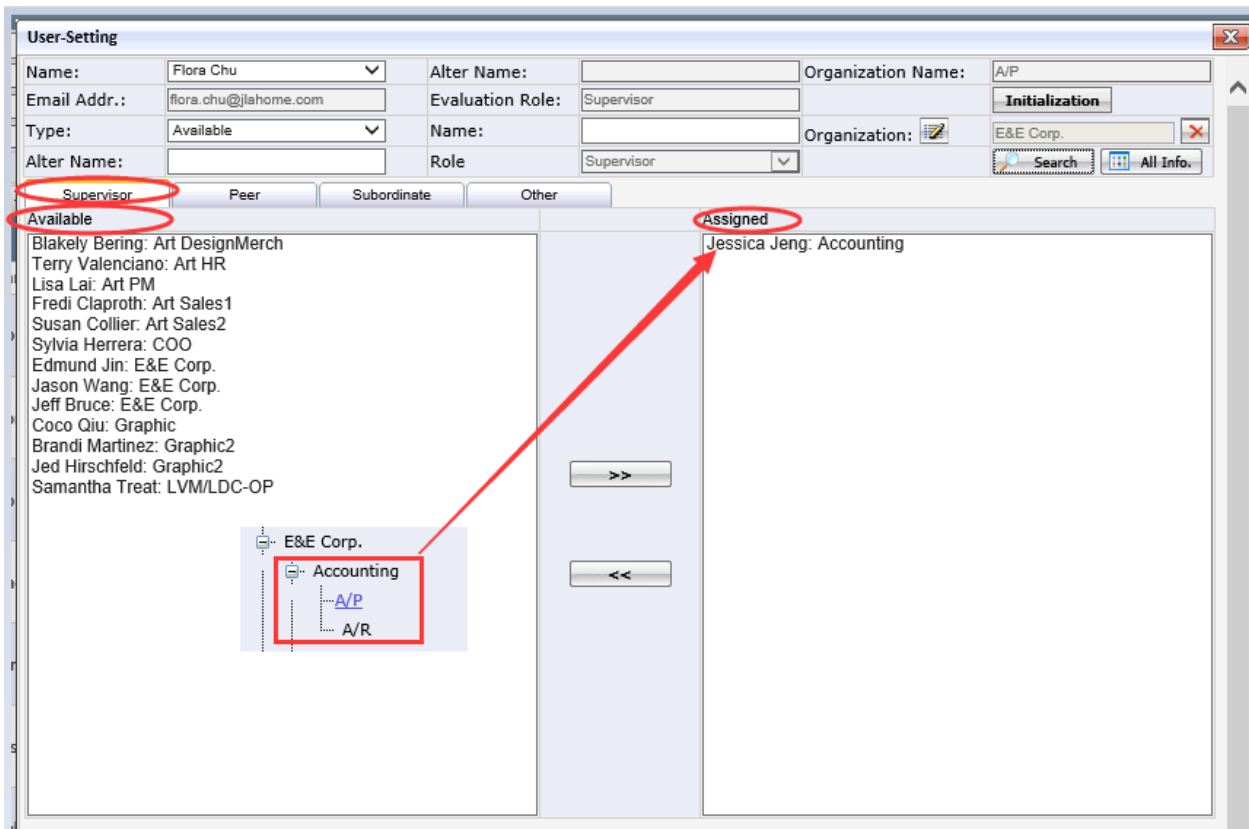 User-Setting
Name: Flora Chu Alter Name: Organization Name: A/P
Email Addr.: flora.chu@jlahome.com Evaluation Role: Supervisor Initialization
Type: Available Name: Organization: E&E Corp.
Alter Name: Role Supervisor Search All Info.
Supervisor Peer Subordinate Other
Available Assigned
Blakely Bering: Art DesignMerch Jessica Jeng: Accounting
Terry Valenciano: Art HR
Lisa Lai: Art PM
Fredi Claproth: Art Sales1
Susan Collier: Art Sales2
Sylvia Herrera: COO
Edmund Jin: E&E Corp.
Jason Wang: E&E Corp.
Jeff Bruce: E&E Corp.
Coco Qiu: Graphic
Brandi Martinez: Graphic2
Jed Hirschfeld: Graphic2
Samantha Treat: LVM/LDC-OP
>>
E&E Corp.
Accounting
<<
A/P
A/R